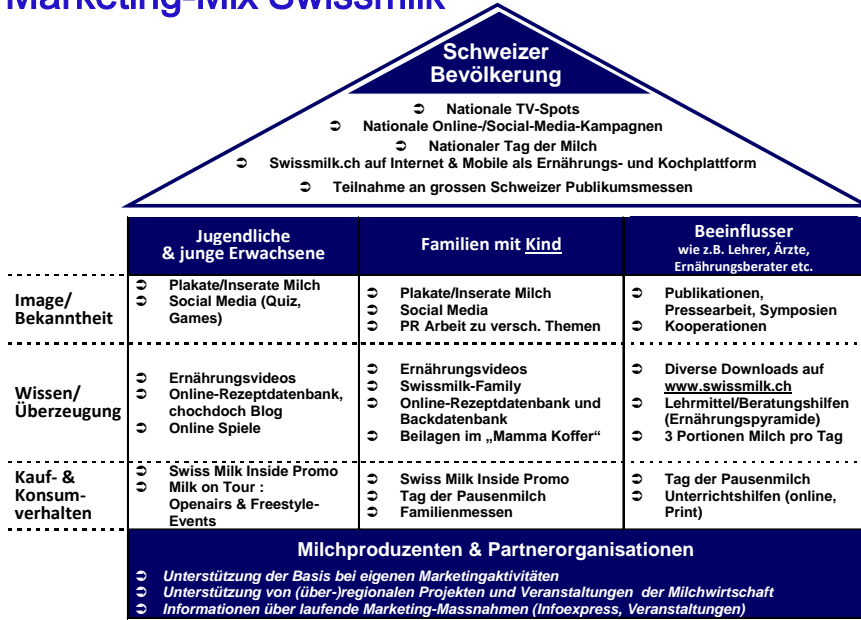 Marketing-Mix Swissmilk
Schweizer
Bevölkerung
➲ Nationale TV-Spots
➲ Nationale Online-/Social-Media-Kampagnen
➲ Nationaler Tag der Milch
➲ Swissmilk.ch auf Internet & Mobile als Ernährungs- und Kochplattform
➲ Teilnahme an grossen Schweizer Publikumsmessen
Jugendliche
& junge Erwachsene
Familien mit Kind
Beeinflusser
wie z.B. Lehrer, Ärzte,
Ernährungsberater etc.
Image/
Bekanntheit
➲ Plakate/Inserate Milch
➲ Social Media (Quiz,
Games)
➲ Plakate/Inserate Milch
➲ Social Media
➲ PR Arbeit zu versch. Themen
➲ Publikationen,
Pressearbeit, Symposien
➲ Kooperationen
Wissen/
Überzeugung
➲ Ernährungsvideos
➲ Online-Rezeptdatenbank,
chochdoch Blog
➲ Online Spiele
➲ Ernährungsvideos
➲ Swissmilk-Family
➲ Online-Rezeptdatenbank und
Backdatenbank
➲ Beilagen im „Mamma Koffer“
➲ Diverse Downloads auf
www.swissmilk.ch
➲ Lehrmittel/Beratungshilfen
(Ernährungspyramide)
➲ 3 Portionen Milch pro Tag
Kauf- &
Konsum-
verhalten
➲ Swiss Milk Inside Promo
➲ Milk on Tour :
Openairs & Freestyle-
Events
➲ Swiss Milk Inside Promo
➲ Tag der Pausenmilch
➲ Familienmessen
➲ Tag der Pausenmilch
➲ Unterrichtshilfen (online,
Print)
Milchproduzenten & Partnerorganisationen
➲ Unterstützung der Basis bei eigenen Marketingaktivitäten
➲ Unterstützung von (über-)regionalen Projekten und Veranstaltungen der Milchwirtschaft
➲ Informationen über laufende Marketing-Massnahmen (Infoexpress, Veranstaltungen)